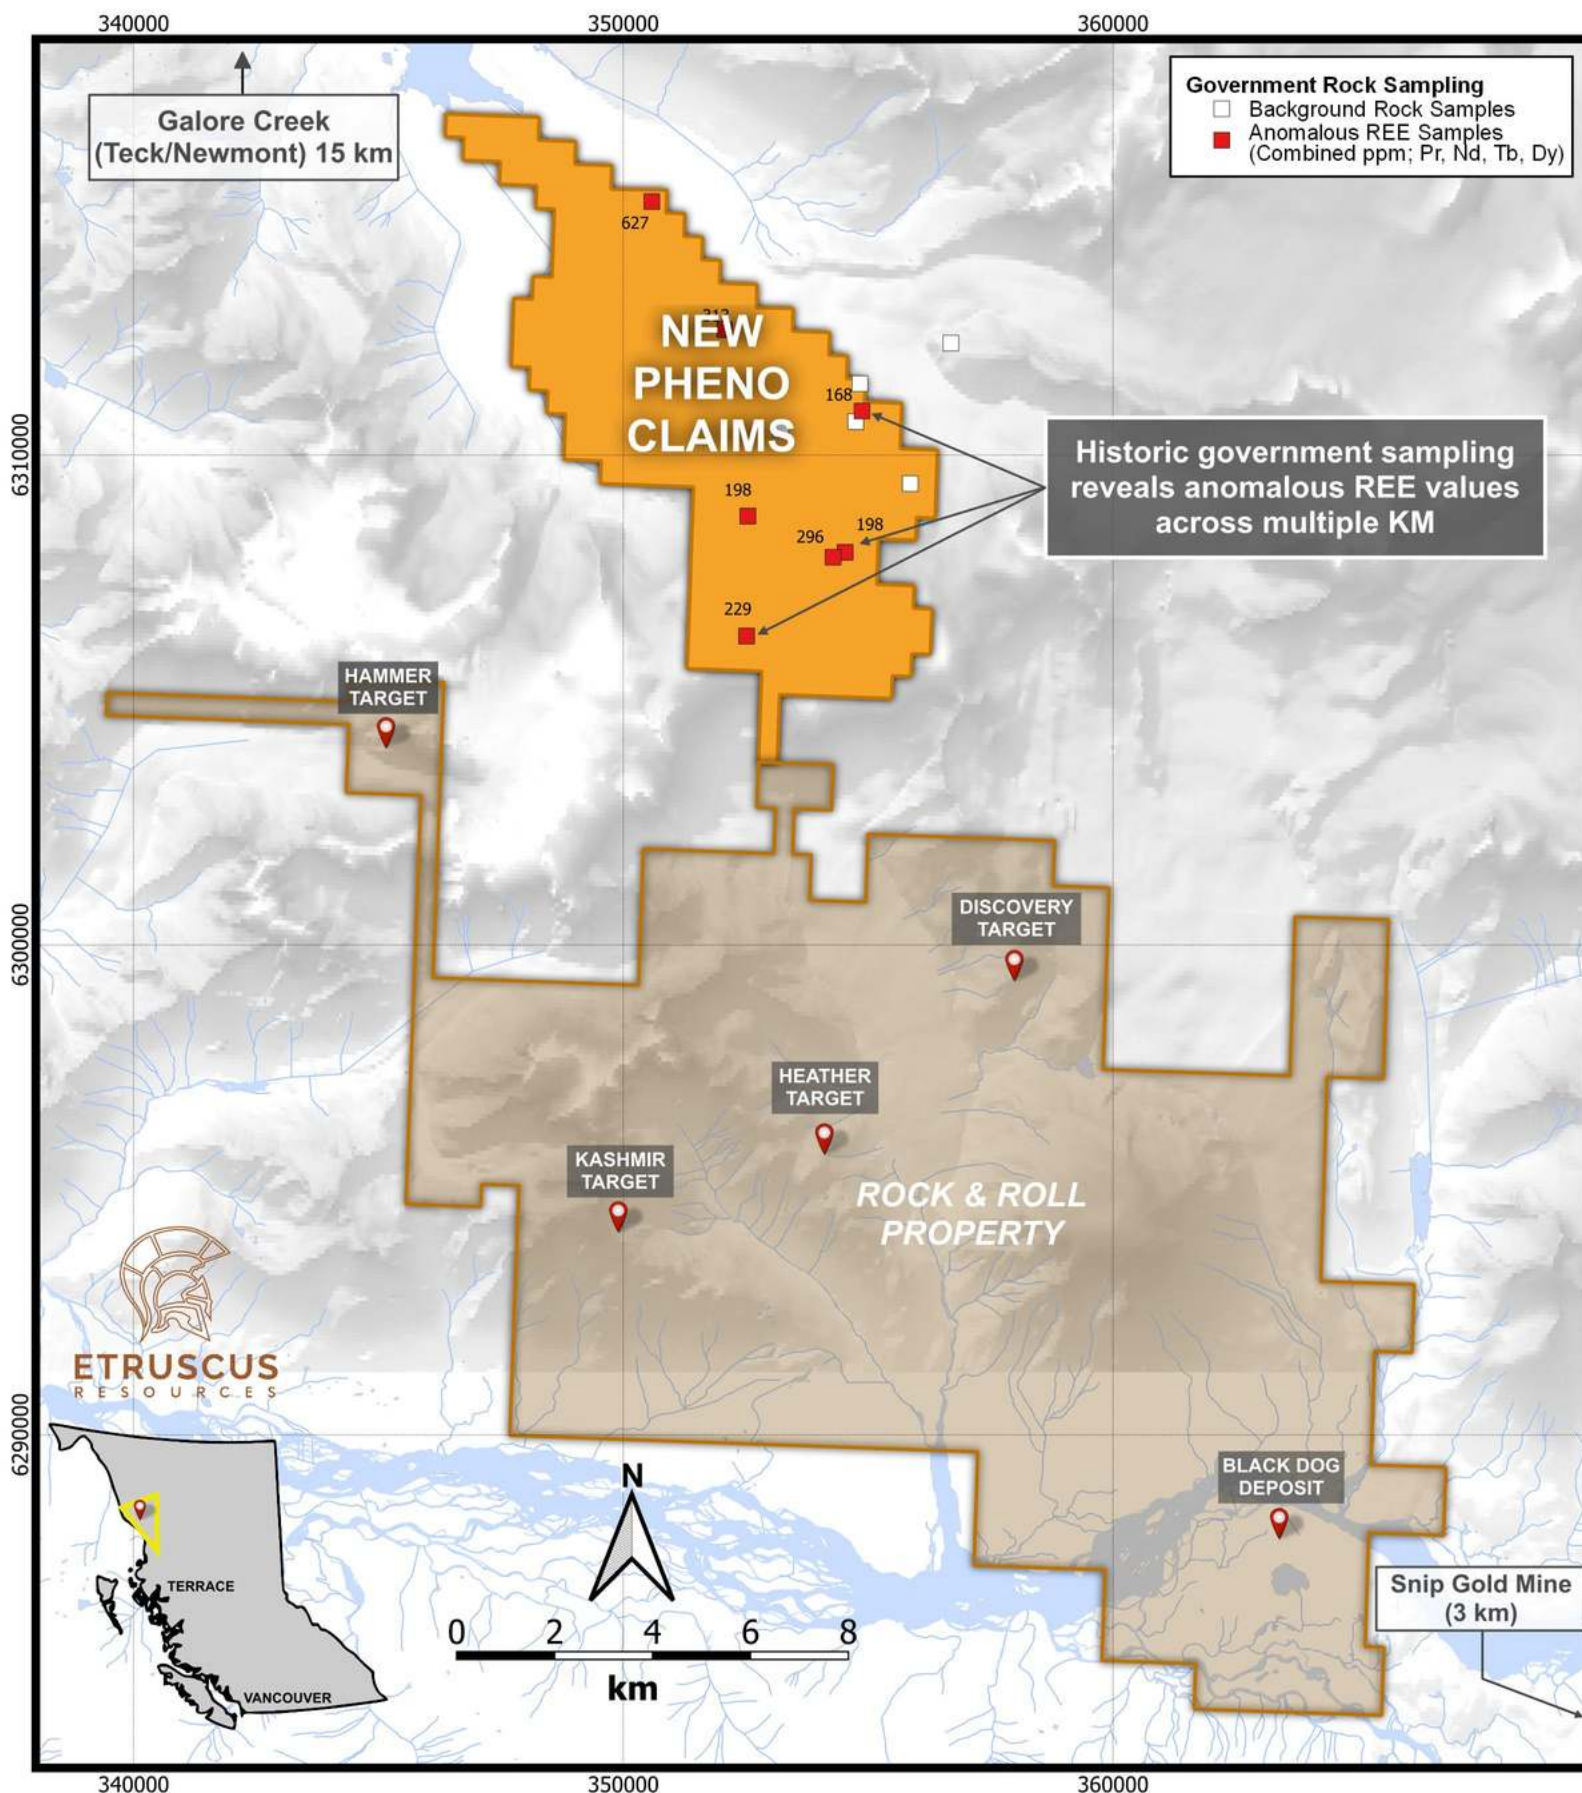 340000
350000
360000
Galore Creek
(Teck/Newmont) 15 km
Government Rock Sampling
Background Rock Samples
Anomalous REE Samples
(Combined ppm; Pr, Nd, Tb, Dy)
627
NEW
PHENO
CLAIMS
168
6310000
Historic government sampling
reveals anomalous REE values
across multiple KM
198
296
198
229
HAMMER
TARGET
6300000
DISCOVERY
TARGET
HEATHER
TARGET
KASHMIR
TARGET
ROCK & ROLL
PROPERTY
ETRUSCUS
RESOURCES
6290000
BLACK DOG
DEPOSIT
N
TERRACE
VANCOUVER
0 2 4 6 8
km
Snip Gold Mine
(3 km)
340000
350000
360000